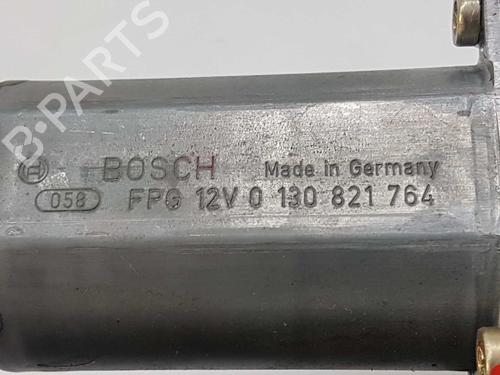 BOSCH Made in Germany
058 FPG 12V 0 130 821 764
B-PARTS